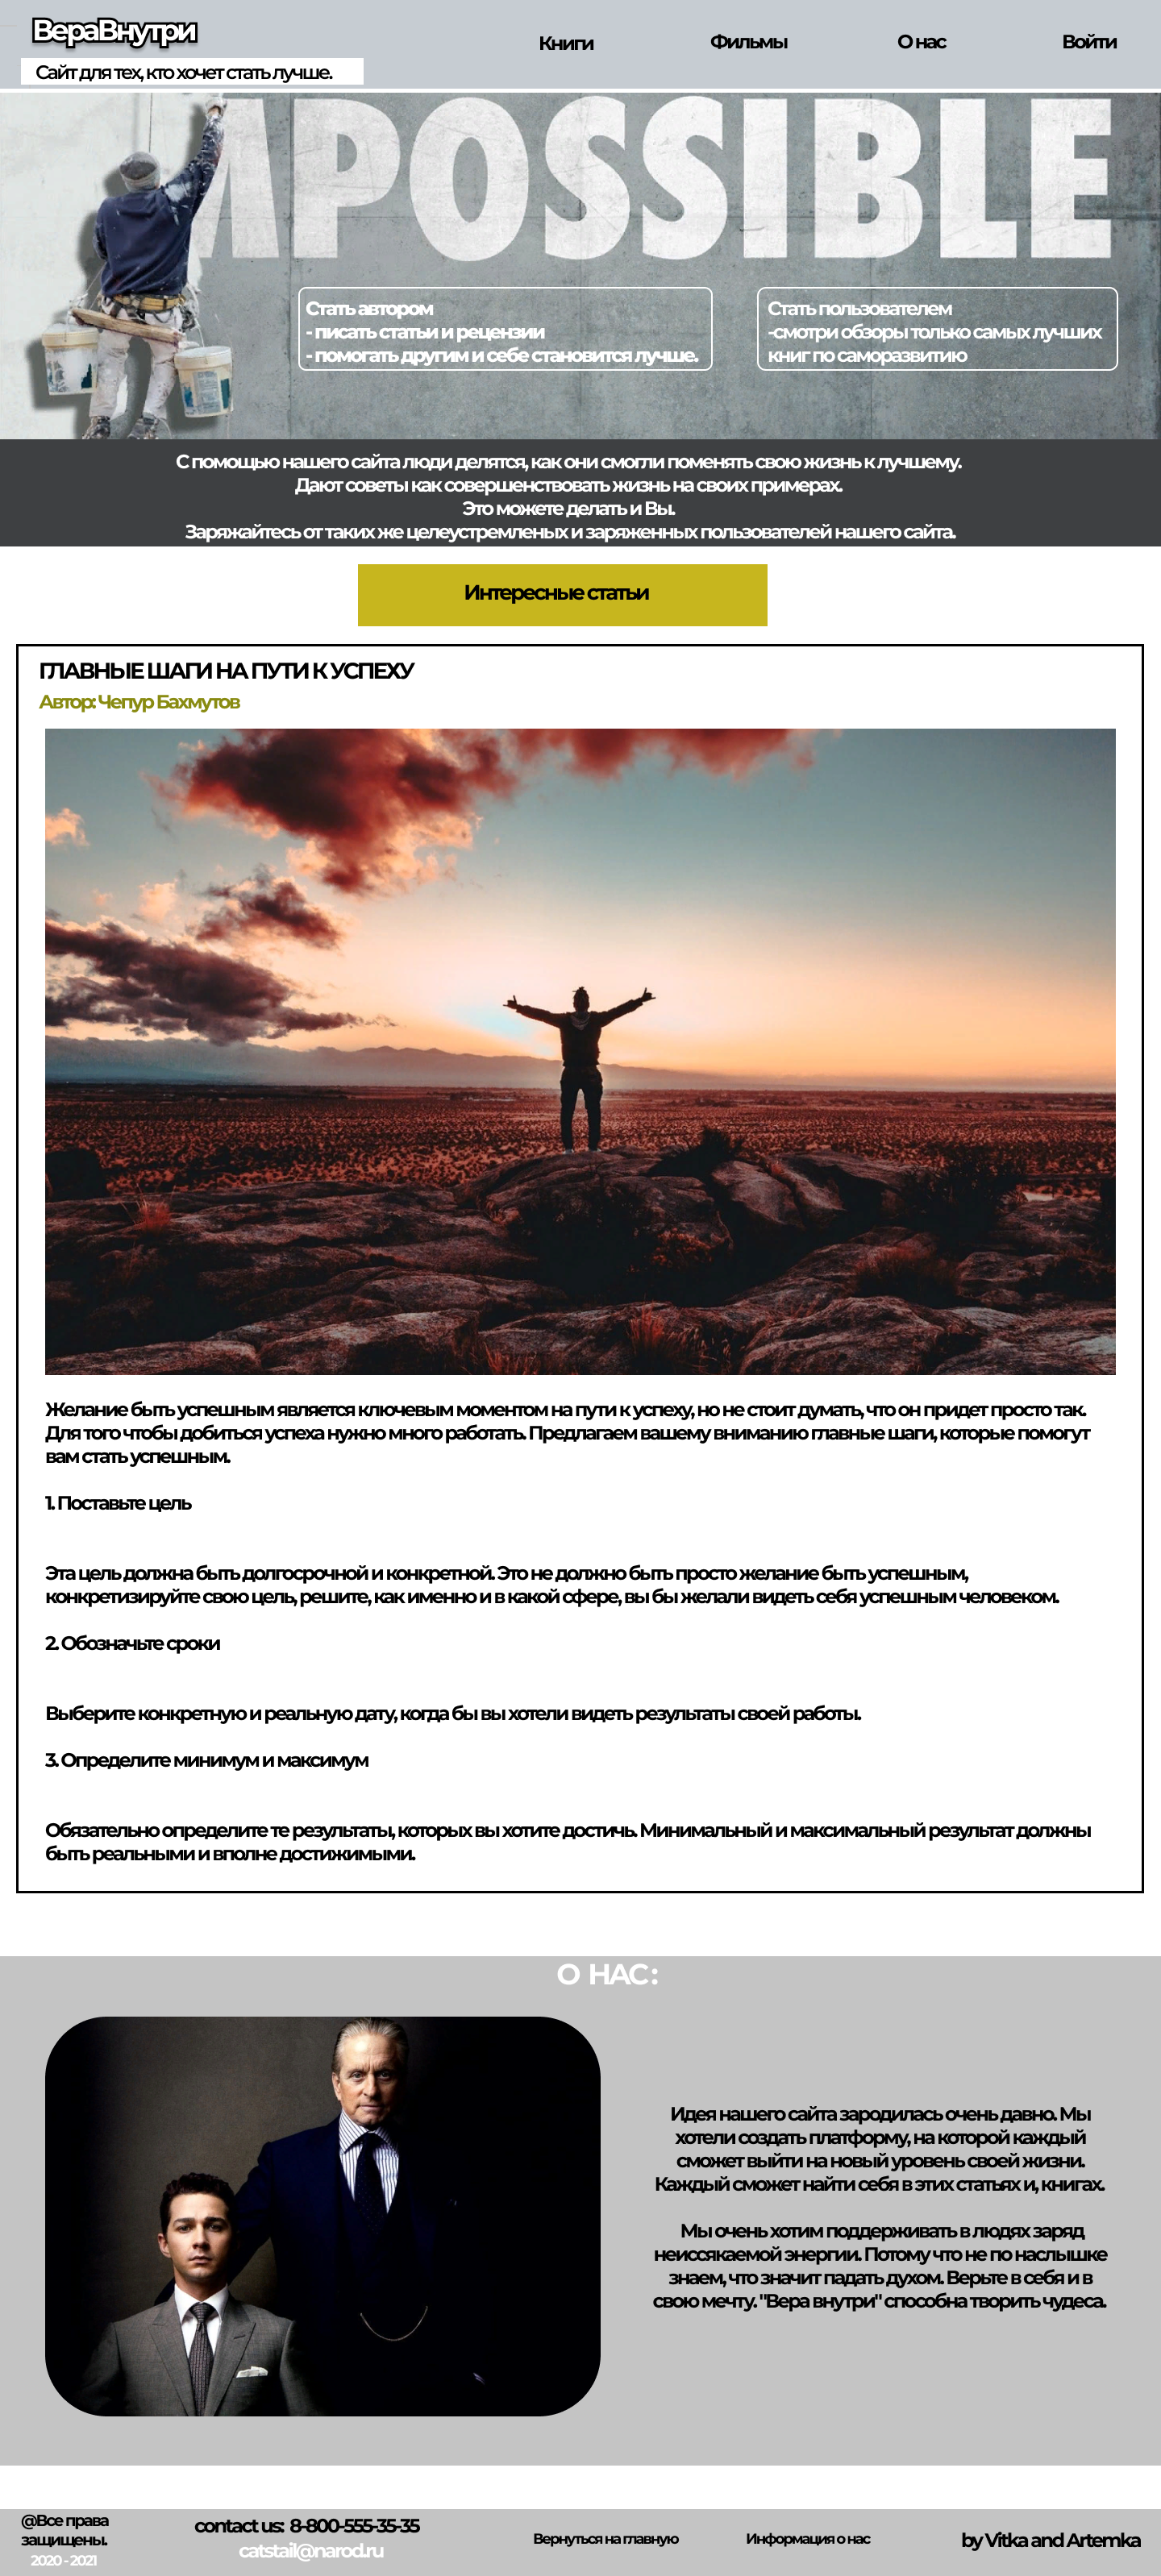 ВераВнутри
Сайт для тех, кто хочет стать лучше.
Книги
Фильмы
О нас
Войти
MPOSSIBLE
Стать автором
- писать статьи и рецензии
- помогать другим и себе становится лучше.
Стать пользователем
-смотри обзоры только самых лучших
книг по саморазвитию
С помощью нашего сайта люди делятся, как они смогли поменять свою жизнь к лучшему.
Дают советы как совершенствовать жизнь на своих примерах.
Это можете делать и Вы.
Заряжайтесь от таких же целеустремленых и заряженных пользователей нашего сайта.
Интересные статьи
ГЛАВНЫЕ ШАГИ НА ПУТИ К УСПЕХУ
Автор: Чепур Бахмутов
Желание быть успешным является ключевым моментом на пути к успеху, но не стоит думать, что он придет просто так.
Для того чтобы добиться успеха нужно много работать. Предлагаем вашему вниманию главные шаги, которые помогут
вам стать успешным.
1. Поставьте цель
Эта цель должна быть долгосрочной и конкретной. Это не должно быть просто желание быть успешным,
конкретизируйте свою цель, решите, как именно и в какой сфере, вы бы желали видеть себя успешным человеком.
2. Обозначьте сроки
Выберите конкретную и реальную дату, когда бы вы хотели видеть результаты своей работы.
3. Определите минимум и максимум
Обязательно определите те результаты, которых вы хотите достичь. Минимальный и максимальный результат должны
быть реальными и вполне достижимыми.
О НАС:
Идея нашего сайта зародилась очень давно. Мы
хотели создать платформу, на которой каждый
сможет выйти на новый уровень своей жизни.
Каждый сможет найти себя в этих статьях и, книгах.
Мы очень хотим поддерживать в людях заряд
неиссякаемой энергии. Потому что не по наслышке
знаем, что значит падать духом. Верьте в себя и в
свою мечту. "Вера внутри" способна творить чудеса.
@Все права
защищены.
2020 - 2021
contact us: 8-800-555-35-35
catstail@narod.ru
Вернуться на главную
Информация о нас
by Vitka and Artemka